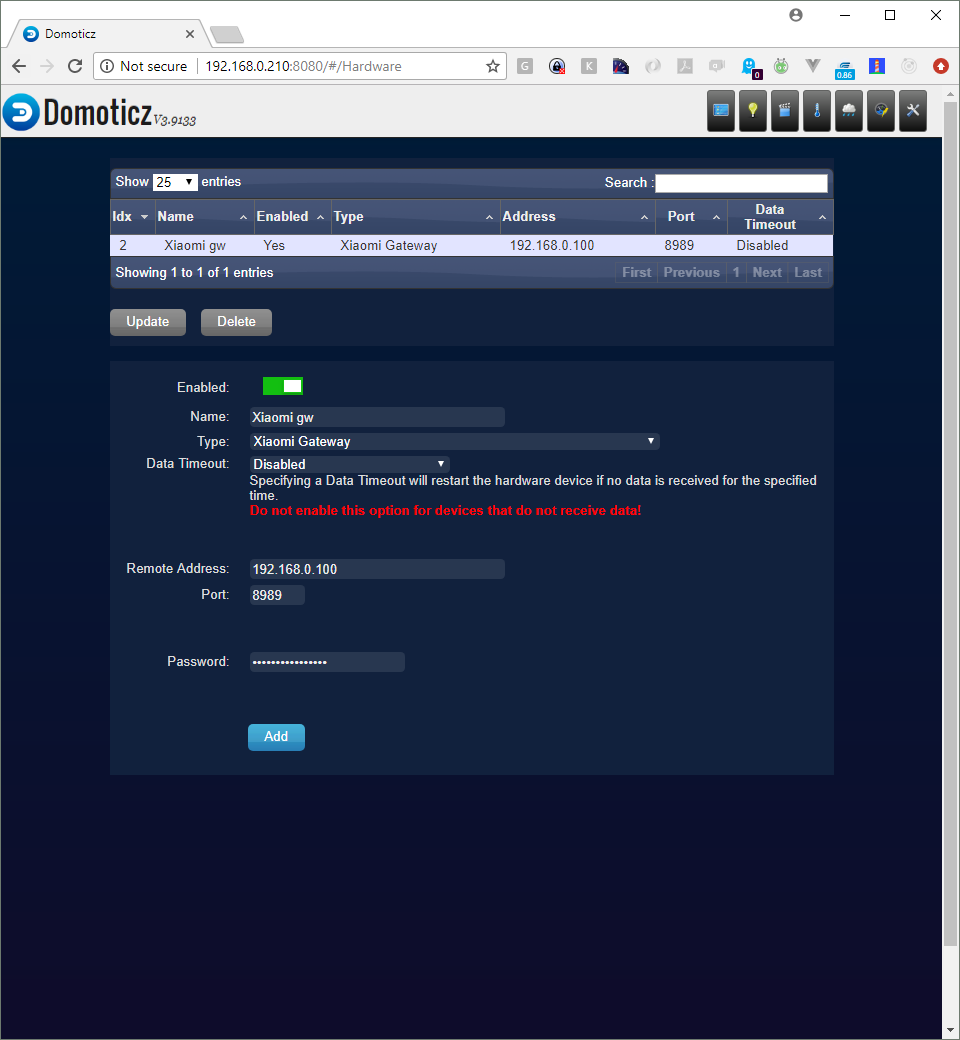 Domoticz
Not secure 192.168.0.210:8080/#/Hardware
G K 0 0.86
Domoticz V3.9133
Show 25 entries Search :
Idx Name Enabled Type Address Port Data Timeout
2 Xiaomi gw Yes Xiaomi Gateway 192.168.0.100 8989 Disabled
Showing 1 to 1 of 1 entries First Previous 1 Next Last
Update Delete
Enabled:
Name: Xiaomi gw
Type: Xiaomi Gateway
Data Timeout: Disabled
Specifying a Data Timeout will restart the hardware device if no data is received for the specified
time.
Do not enable this option for devices that do not receive data!
Remote Address: 192.168.0.100
Port: 8989
Password: ••••••••••••••••
Add